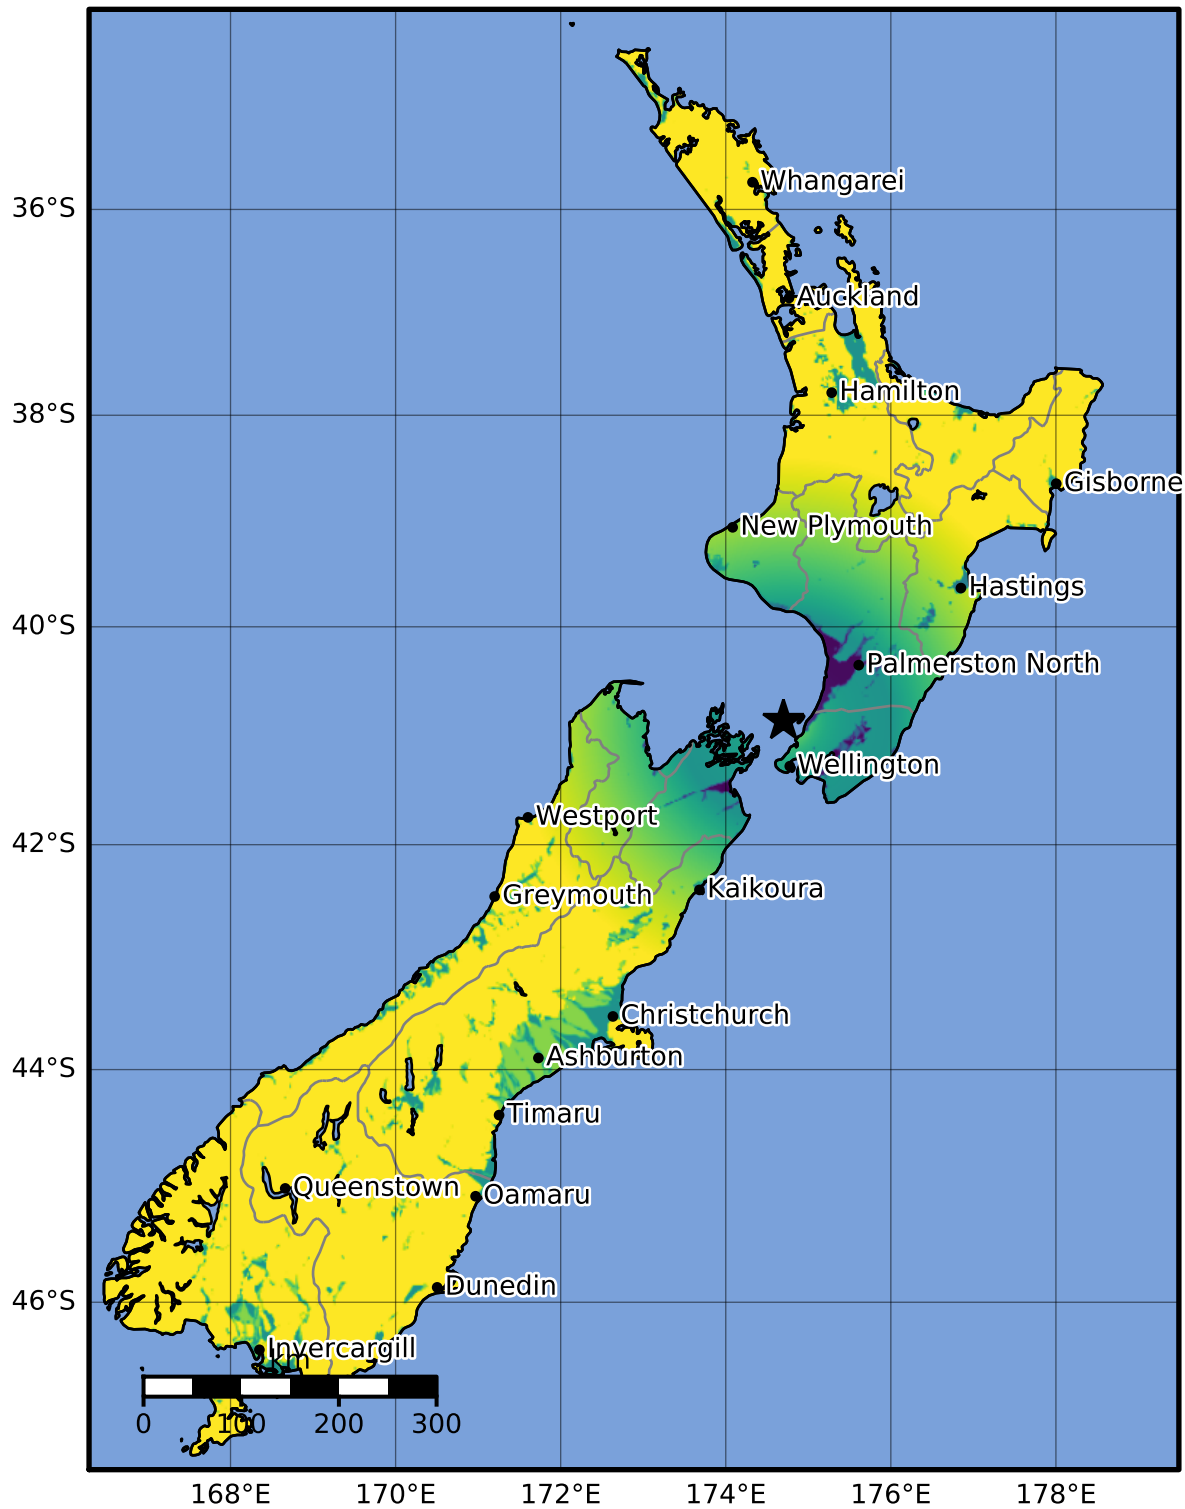 Whangarei
36°S
Auckland
Hamilton
38°S
Gisborne
New Plymouth
Hastings
40°S
Palmerston North
Wellington
Westport
42°S
Kaikoura
Greymouth
Christchurch
Ashburton
44°S
Timaru
Queenstown
Oamaru
Dunedin
46°S
Invercargill
km
0 100 200 300
168°E 170°E 172°E 174°E 176°E 178°E